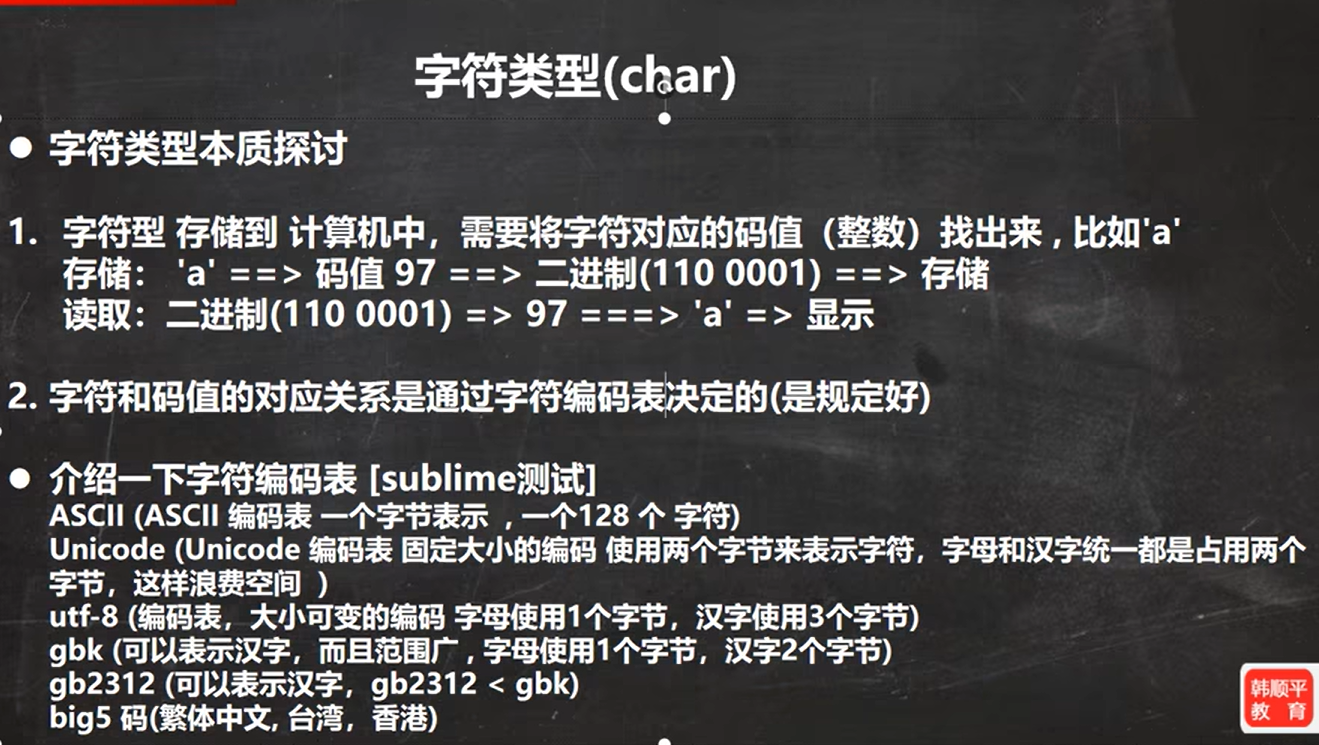 字符类型(char)
● 字符类型本质探讨
1. 字符型 存储到 计算机中，需要将字符对应的码值（整数）找出来 , 比如'a'
存储： 'a' ==> 码值 97 ==> 二进制(110 0001) ==> 存储
读取：二进制(110 0001) => 97 ===> 'a' => 显示
2. 字符和码值的对应关系是通过字符编码表决定的(是规定好)
● 介绍一下字符编码表 [sublime测试]
ASCII (ASCII 编码表 一个字节表示 , 一个128 个 字符)
Unicode (Unicode 编码表 固定大小的编码 使用两个字节来表示字符，字母和汉字统一都是占用两个
字节，这样浪费空间 )
utf-8 (编码表，大小可变的编码 字母使用1个字节，汉字使用3个字节)
gbk (可以表示汉字，而且范围广 , 字母使用1个字节，汉字2个字节)
gb2312 (可以表示汉字，gb2312 < gbk)
big5 码(繁体中文, 台湾，香港)
韩顺平
教 育